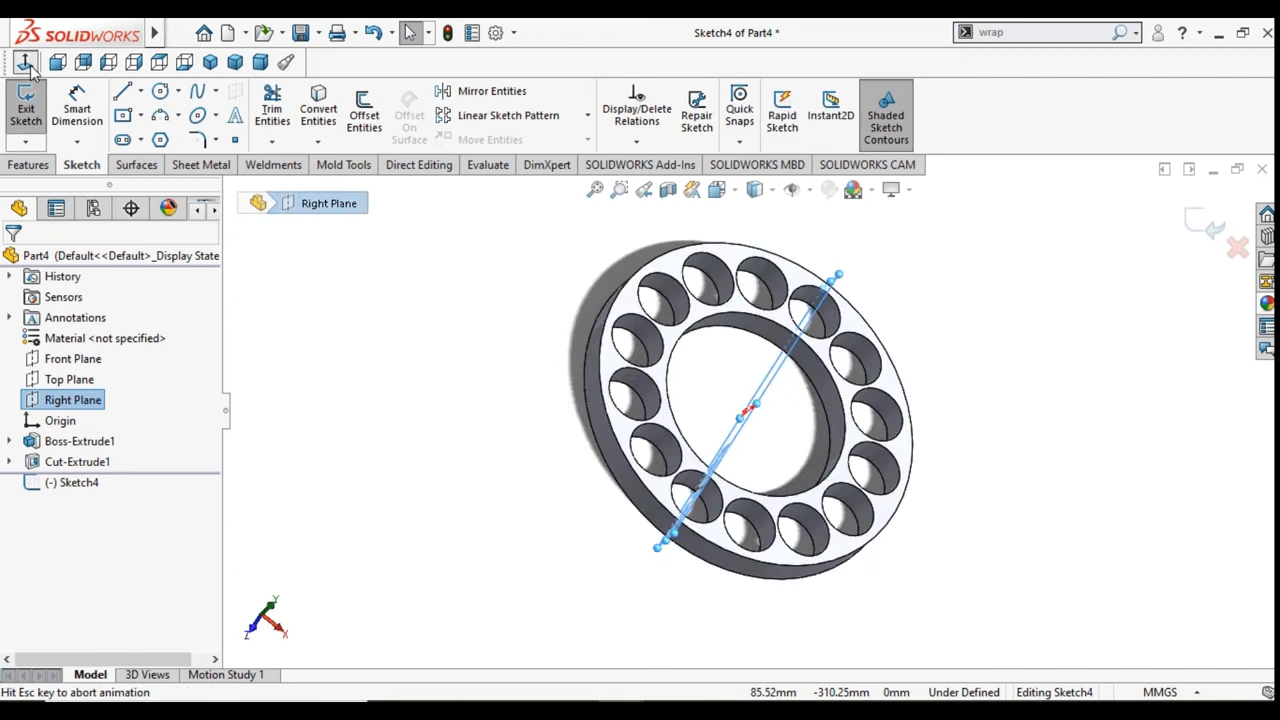 SOLIDWORKS
Sketch4 of Part4 *
wrap
Exit Sketch
Smart Dimension
Trim Entities
Convert Entities
Offset Entities
Offset On Surface
Mirror Entities
Linear Sketch Pattern
Move Entities
Display/Delete Relations
Repair Sketch
Quick Snaps
Rapid Sketch
Instant2D
Shaded Sketch Contours
Features
Sketch
Surfaces
Sheet Metal
Weldments
Mold Tools
Direct Editing
Evaluate
DimXpert
SOLIDWORKS Add-Ins
SOLIDWORKS MBD
SOLIDWORKS CAM
Right Plane
Part4 (Default<<Default>_Display State
History
Sensors
Annotations
Material <not specified>
Front Plane
Top Plane
Right Plane
Origin
Boss-Extrude1
Cut-Extrude1
(-) Sketch4
Y
Z
X
Model
3D Views
Motion Study 1
Hit Esc key to abort animation
85.52mm
-310.25mm
0mm
Under Defined
Editing Sketch4
MMGS